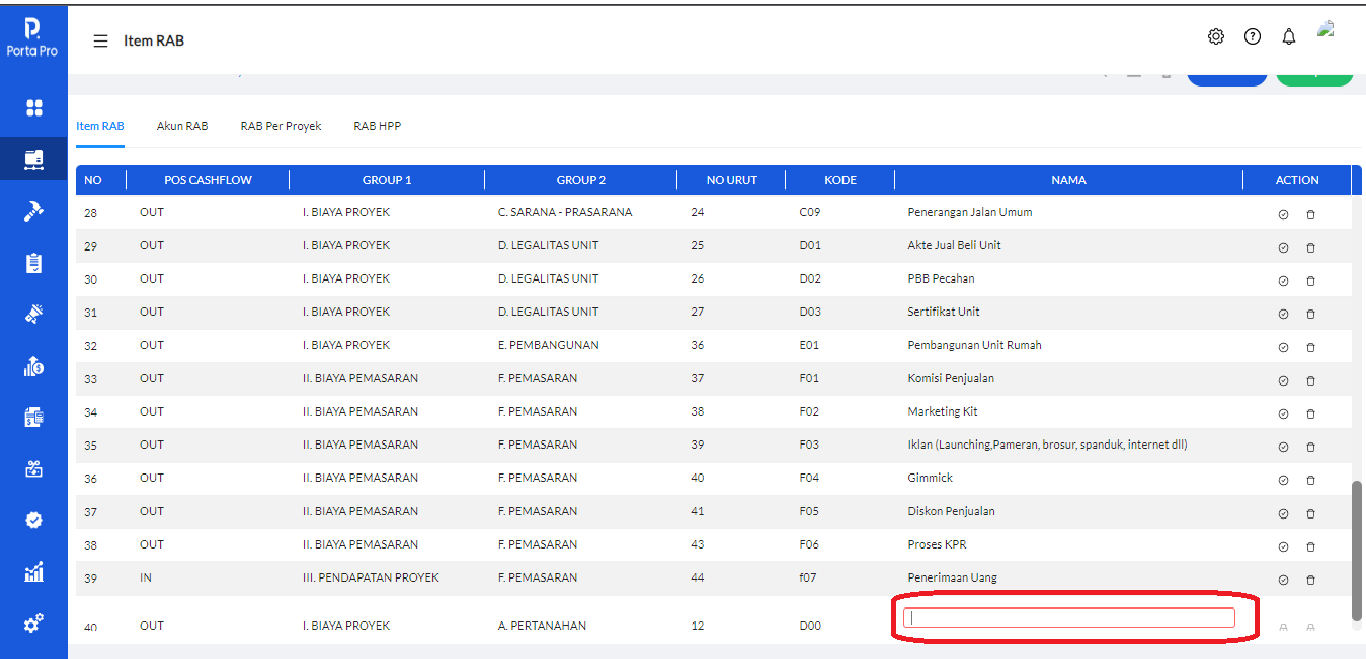 Porta Pro
Item RAB
Item RAB Akun RAB RAB Per Proyek RAB HPP
NO POS CASHFLOW GROUP 1 GROUP 2 NO URUT KODE NAMA ACTION
28 OUT I. BIAYA PROYEK C. SARANA - PRASARANA 24 C09 Penerangan Jalan Umum
29 OUT I. BIAYA PROYEK D. LEGALITAS UNIT 25 D01 Akte Jual Beli Unit
30 OUT I. BIAYA PROYEK D. LEGALITAS UNIT 26 D02 PBB Pecahan
31 OUT I. BIAYA PROYEK D. LEGALITAS UNIT 27 D03 Sertifikat Unit
32 OUT I. BIAYA PROYEK E. PEMBANGUNAN 36 E01 Pembangunan Unit Rumah
33 OUT II. BIAYA PEMASARAN F. PEMASARAN 37 F01 Komisi Penjualan
34 OUT II. BIAYA PEMASARAN F. PEMASARAN 38 F02 Marketing Kit
35 OUT II. BIAYA PEMASARAN F. PEMASARAN 39 F03 Iklan (Launching,Pameran, brosur, spanduk, internet dll)
36 OUT II. BIAYA PEMASARAN F. PEMASARAN 40 F04 Gimmick
37 OUT II. BIAYA PEMASARAN F. PEMASARAN 41 F05 Diskon Penjualan
38 OUT II. BIAYA PEMASARAN F. PEMASARAN 43 F06 Proses KPR
39 IN III. PENDAPATAN PROYEK F. PEMASARAN 44 f07 Penerimaan Uang
40 OUT I. BIAYA PROYEK A. PERTANAHAN 12 D00